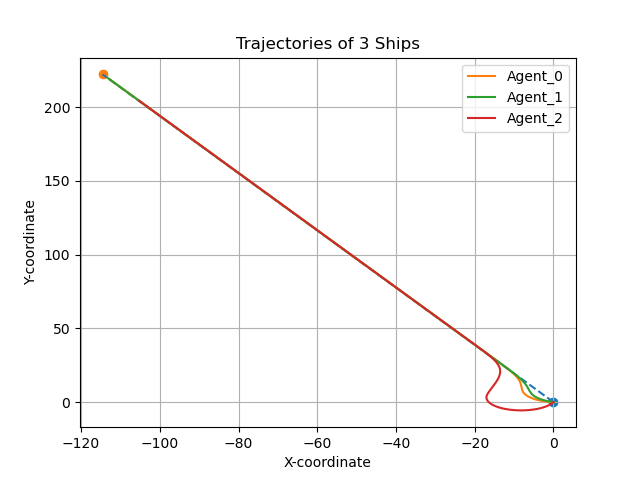 Trajectories of 3 Ships
Agent_0
Agent_1
Agent_2
Y-coordinate
200
150
100
50
0
−120
−100
−80
−60
−40
−20
0
X-coordinate